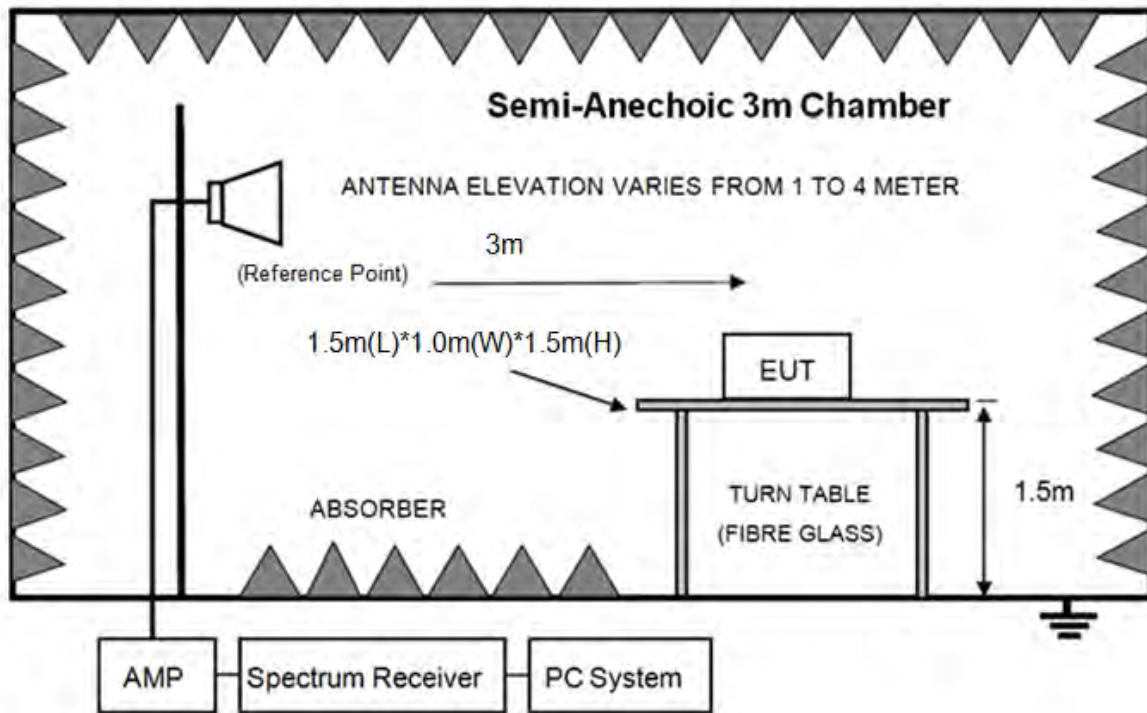 Semi-Anechoic 3m Chamber
ANTENNA ELEVATION VARIES FROM 1 TO 4 METER
3m
(Reference Point)
1.5m(L)*1.0m(W)*1.5m(H)
EUT
ABSORBER
TURN TABLE
(FIBRE GLASS)
1.5m
AMP
Spectrum Receiver
PC System